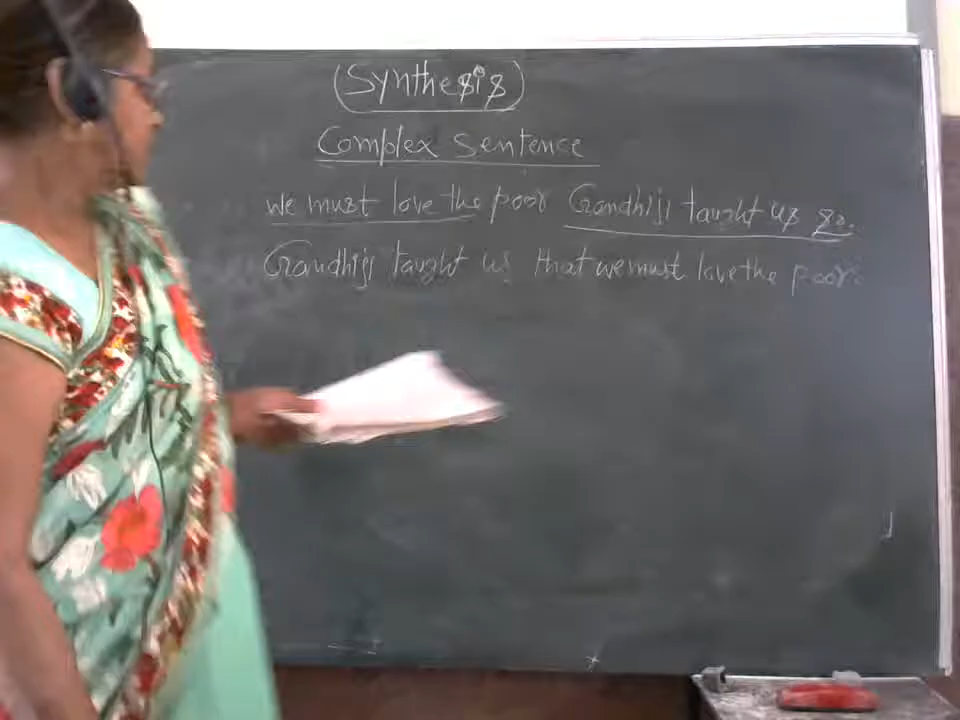 (Synthesis)
Complex Sentence
we must love the poor Gandhiji taught us so.
Gandhiji taught us that we must love the poor.